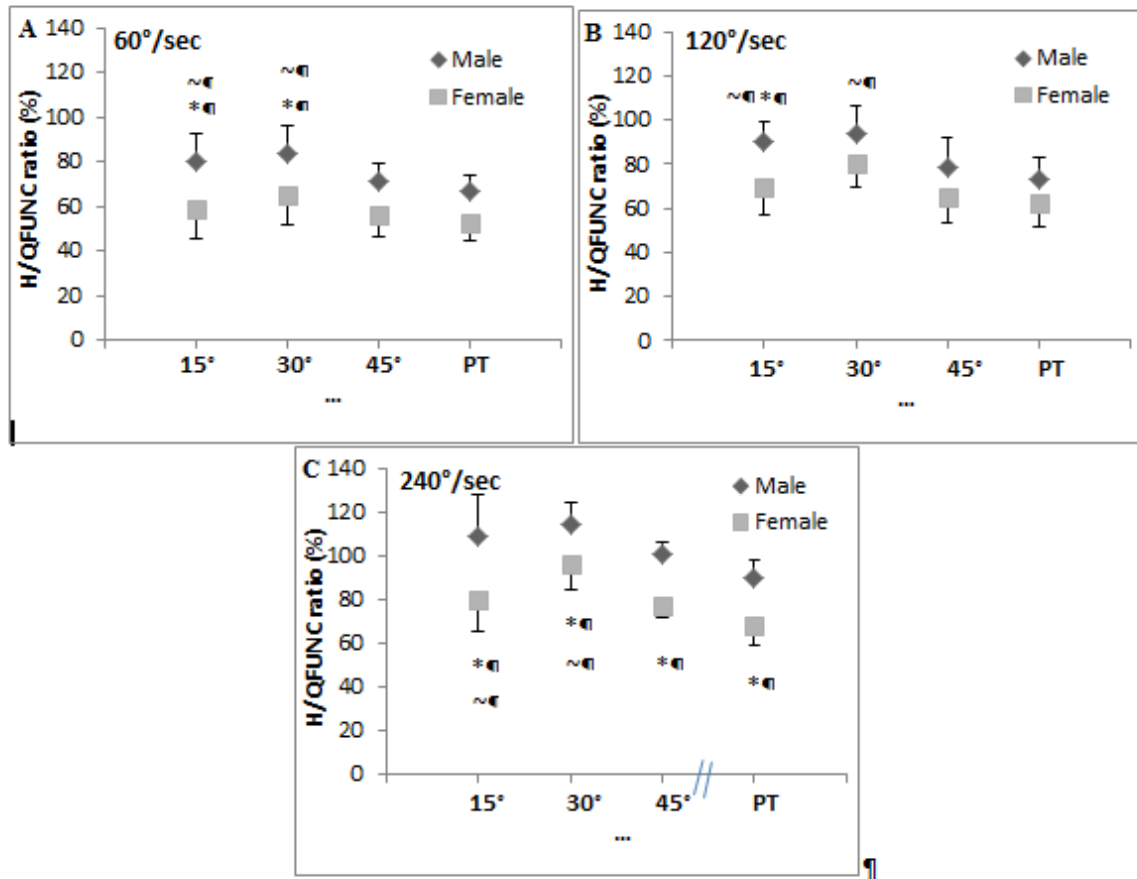 A
60°/sec
Male
Female
~¶ ~¶
*¶ *¶
H/QFUNC ratio (%)
140
120
100
80
60
40
20
0
15° 30° 45° PT
...
B
120°/sec
Male
Female
~¶*¶ ~¶
H/QFUNC ratio (%)
140
120
100
80
60
40
20
0
15° 30° 45° PT
...
C
240°/sec
Male
Female
H/QFUNC ratio (%)
140
120
100
80
60
40
20
0
*¶ *¶ *¶ *¶
~¶ ~¶
15° 30° 45° // PT
...
¶